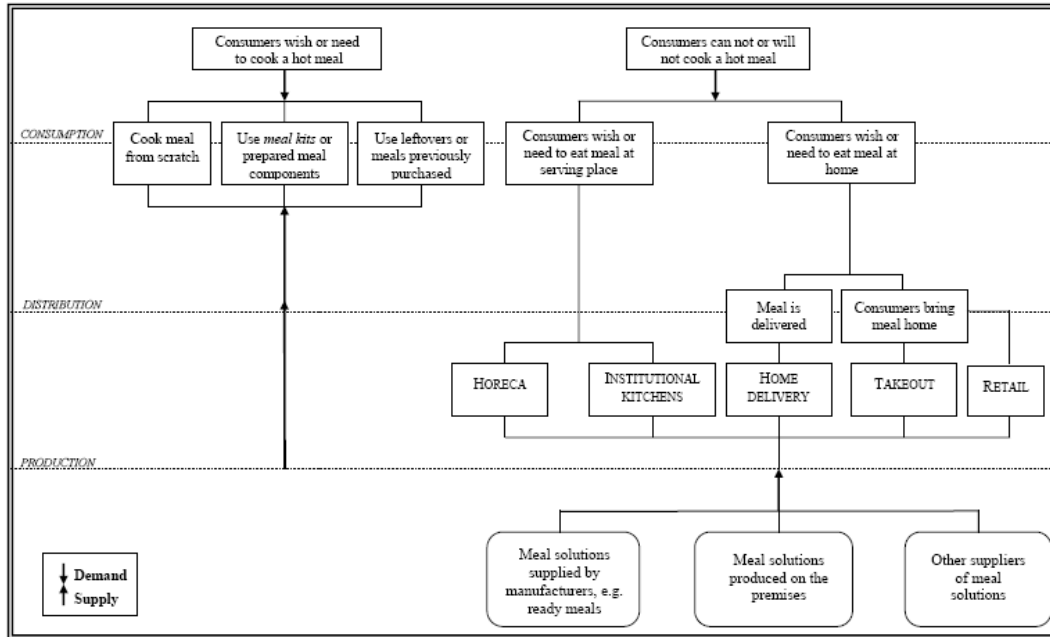 Consumers wish or need
to cook a hot meal
Consumers can not or will
not cook a hot meal
CONSUMPTION
Cook meal
from scratch
Use meal kits or
prepared meal
components
Use leftovers or
meals previously
purchased
Consumers wish or
need to eat meal at
serving place
Consumers wish or
need to eat meal at
home
DISTRIBUTION
Meal is
delivered
Consumers bring
meal home
HORECA
INSTITUTIONAL
KITCHENS
HOME
DELIVERY
TAKEOUT
RETAIL
PRODUCTION
Meal solutions
supplied by
manufacturers, e.g.
ready meals
Meal solutions
produced on the
premises
Other suppliers
of meal
solutions
Demand
Supply